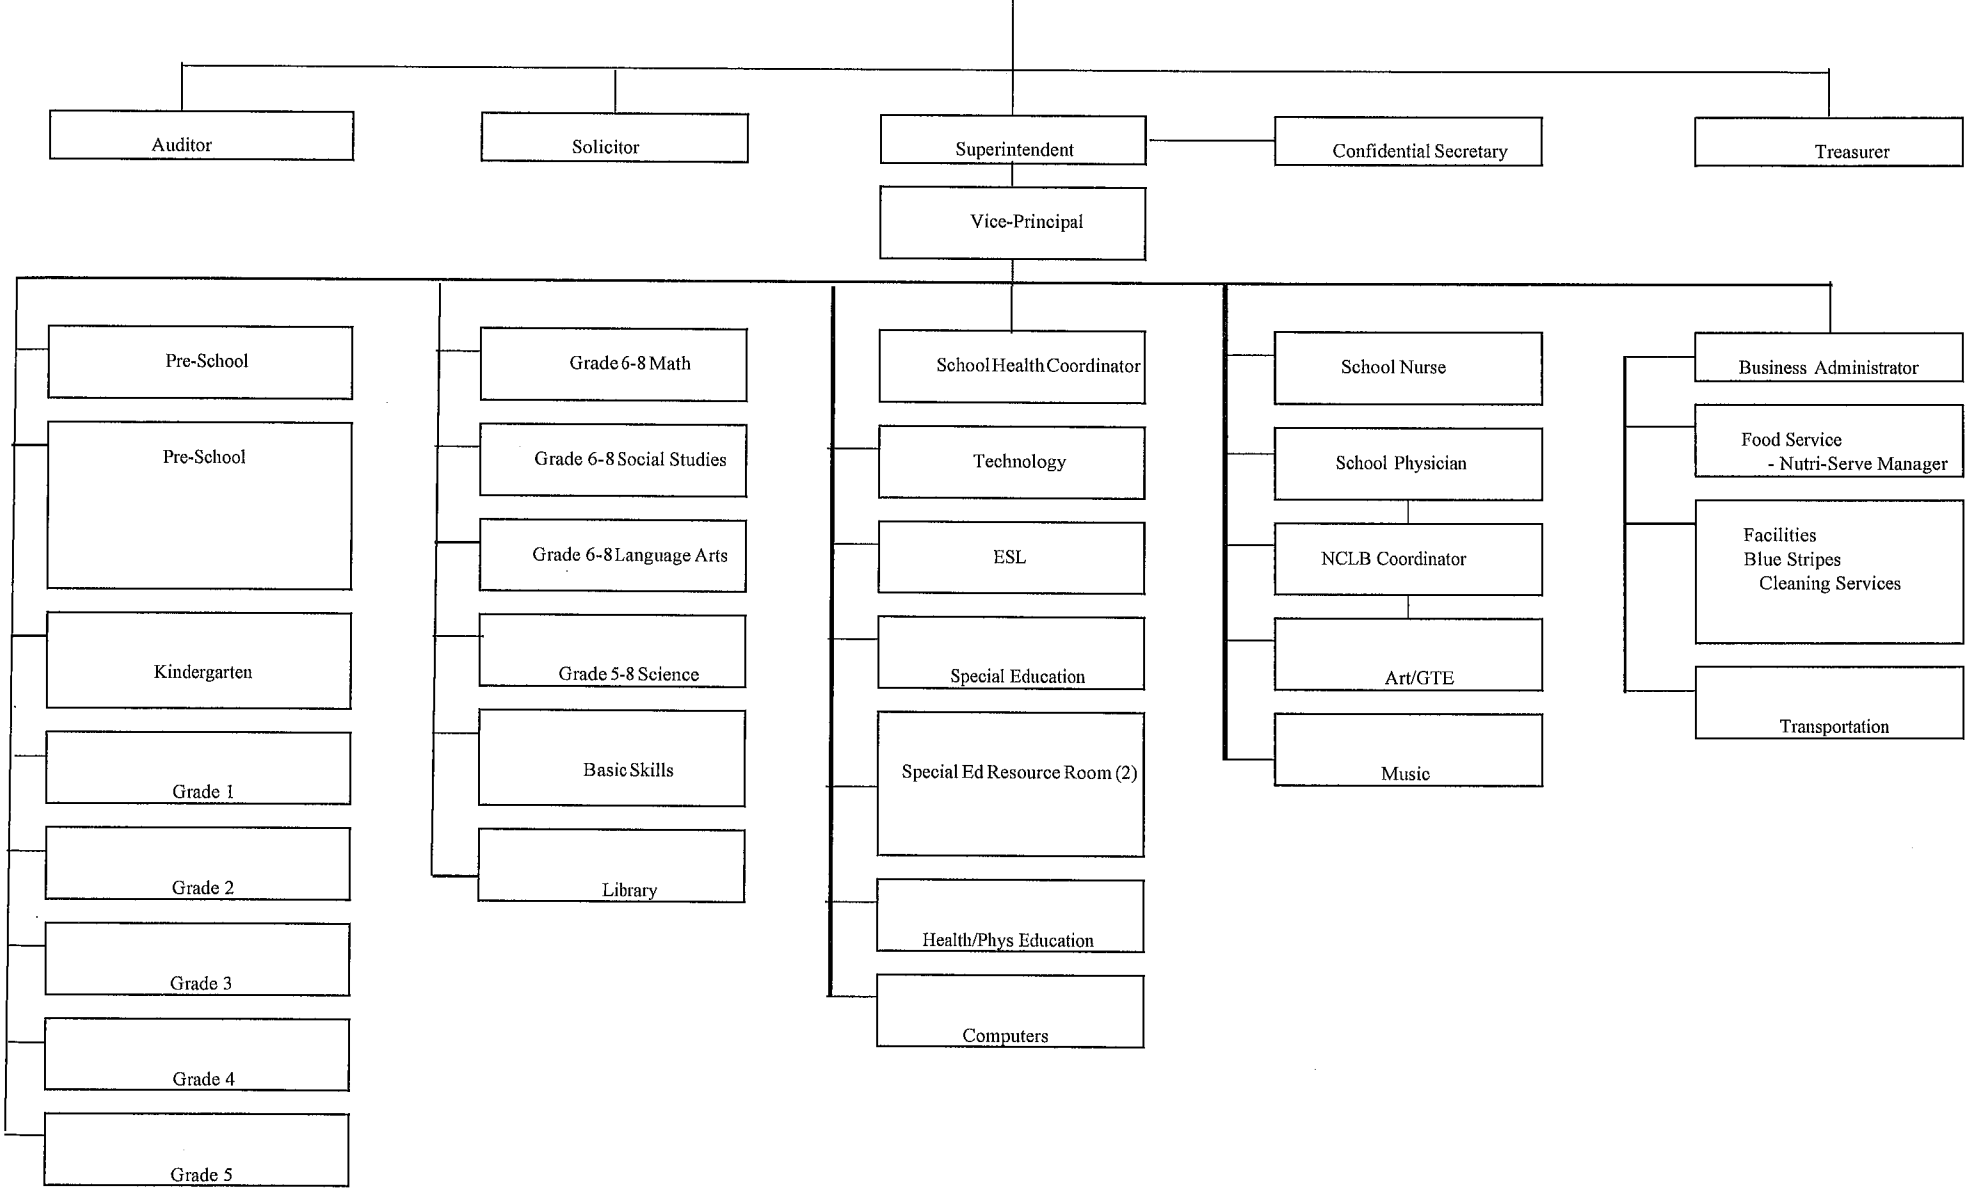 Auditor
Solicitor
Superintendent
Confidential Secretary
Treasurer
Vice-Principal
Pre-School
Pre-School
Kindergarten
Grade 1
Grade 2
Grade 3
Grade 4
Grade 5
Grade 6-8 Math
Grade 6-8 Social Studies
Grade 6-8 Language Arts
Grade 5-8 Science
Basic Skills
Library
School Health Coordinator
Technology
ESL
Special Education
Special Ed Resource Room (2)
Health/Phys Education
Computers
School Nurse
School Physician
NCLB Coordinator
Art/GTE
Music
Business Administrator
Food Service
- Nutri-Serve Manager
Facilities
Blue Stripes
Cleaning Services
Transportation